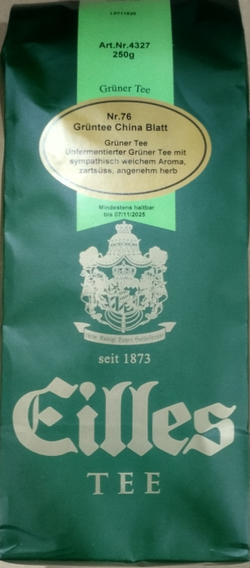 Art.Nr.4327
250g
Grüner Tee
Nr.76
Grüntee China Blatt
Grüner Tee
Unfermentierter Grüner Tee mit
sympathisch weichem Aroma,
zartsüss, angenehm herb
Mindestens haltbar
bis 07/11/2025
seit 1873
Eilles
TEE